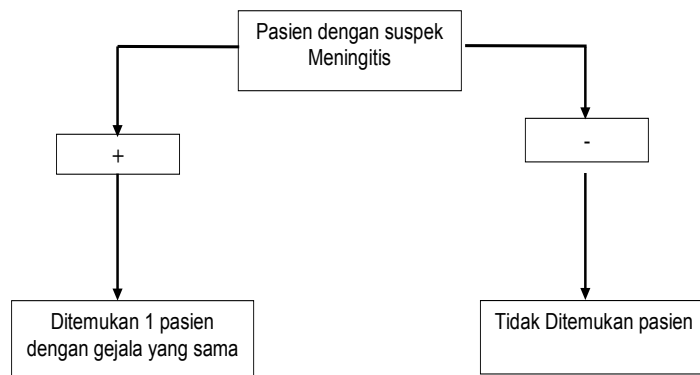 Pasien dengan suspek
Meningitis
+
-
Ditemukan 1 pasien
dengan gejala yang sama
Tidak Ditemukan pasien